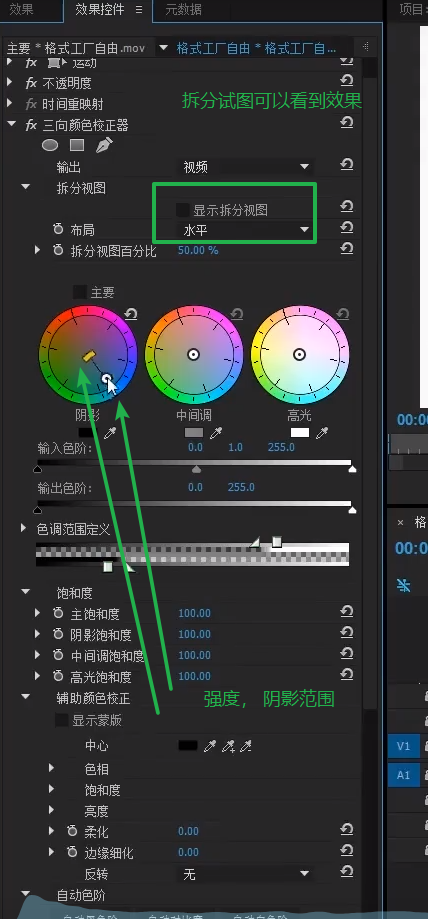 效果
效果控件
元数据
项目:
主要 * 格式工厂自由.mov
格式工厂自由 * 格式工厂自...
fx 运动
fx 不透明度
fx 时间重映射
拆分试图可以看到效果
fx 三向颜色校正器
输出
视频
拆分视图
显示拆分视图
布局
水平
拆分视图百分比
50.00 %
主要
阴影
中间调
高光
00:00
输入色阶:
0.0
1.0
255.0
输出色阶:
0.0
255.0
× 格
色调范围定义
00:0
饱和度
主饱和度
100.00
阴影饱和度
100.00
中间调饱和度
100.00
高光饱和度
100.00
辅助颜色校正
强度， 阴影范围
显示蒙版
中心
V1
色相
A1
饱和度
亮度
柔化
0.00
边缘细化
0.00
反转
无
自动色阶